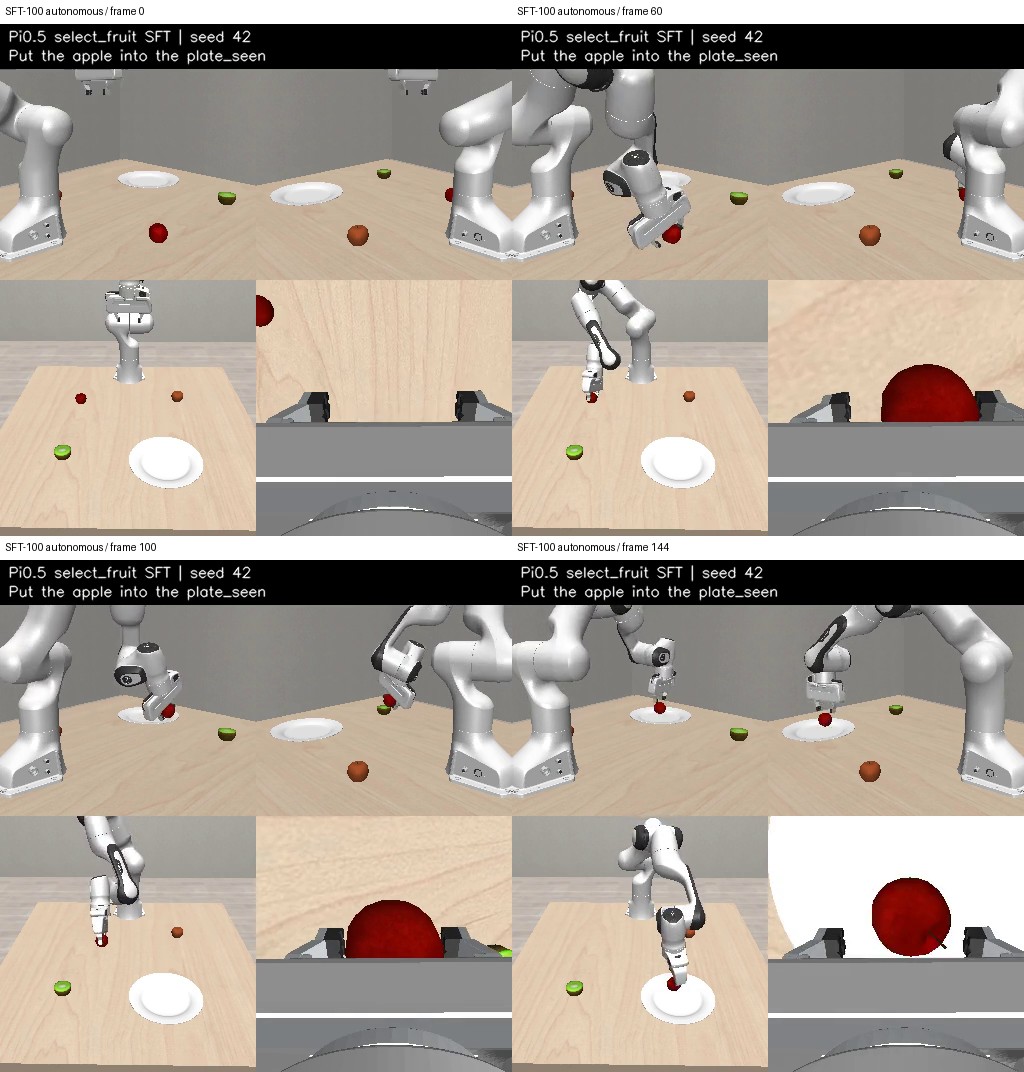 SFT-100 autonomous / frame 0
SFT-100 autonomous / frame 60
Pi0.5 select_fruit SFT | seed 42
Put the apple into the plate_seen
Pi0.5 select_fruit SFT | seed 42
Put the apple into the plate_seen
SFT-100 autonomous / frame 100
SFT-100 autonomous / frame 144
Pi0.5 select_fruit SFT | seed 42
Put the apple into the plate_seen
Pi0.5 select_fruit SFT | seed 42
Put the apple into the plate_seen